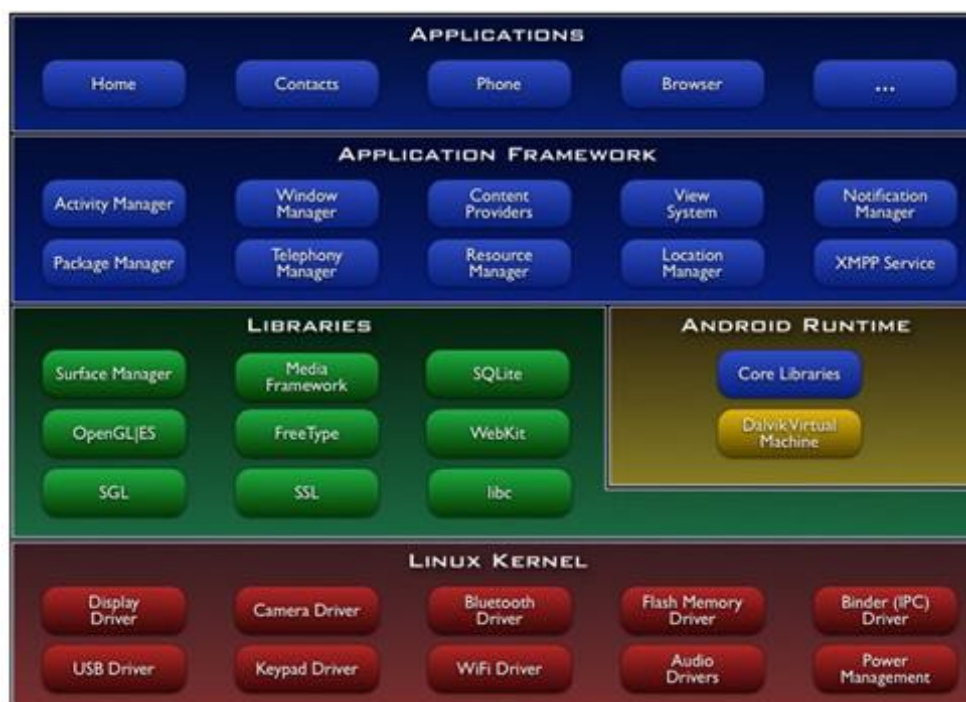 APPLICATIONS
Home
Contacts
Phone
Browser
...
APPLICATION FRAMEWORK
Activity Manager
Window
Manager
Content
Providers
View
System
Notification
Manager
Package Manager
Telephony
Manager
Resource
Manager
Location
Manager
XMPP Service
LIBRARIES
Surface Manager
Media
Framework
SQLite
OpenGL|ES
FreeType
WebKit
SGL
SSL
libc
ANDROID RUNTIME
Core Libraries
Dalvik Virtual
Machine
LINUX KERNEL
Display
Driver
Camera Driver
Bluetooth
Driver
Flash Memory
Driver
Binder (IPC)
Driver
USB Driver
Keypad Driver
WiFi Driver
Audio
Drivers
Power
Management